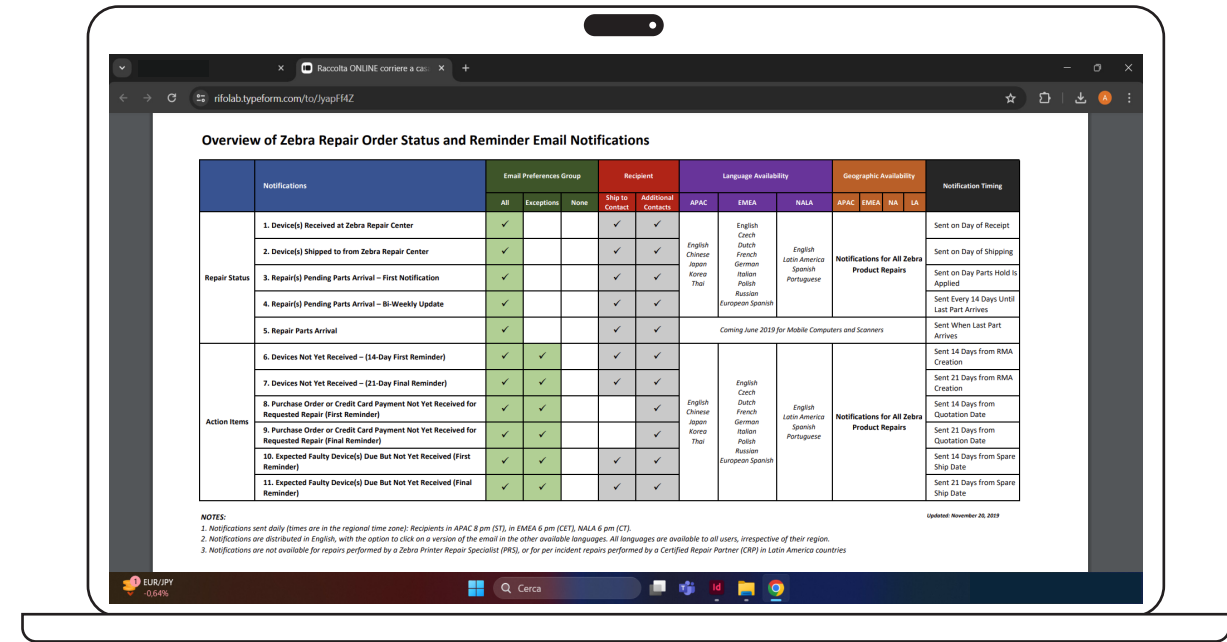 Raccolta ONLINE corriere a cas
rifolab.typeform.com/to/JyapFf4Z
A
Overview of Zebra Repair Order Status and Reminder Email Notifications
Notifications
Email Preferences Group
Recipient
Language Availability
Geographic Availability
Notification Timing
All
Exceptions
None
Ship to
Contact
Additional
Contacts
APAC
EMEA
NALA
APAC
EMEA
NA
LA
Repair Status
1. Device(s) Received at Zebra Repair Center
Sent on Day of Receipt
2. Device(s) Shipped to from Zebra Repair Center
Sent on Day of Shipping
3. Repair(s) Pending Parts Arrival – First Notification
Sent on Day Parts Hold Is
Applied
4. Repair(s) Pending Parts Arrival – Bi-Weekly Update
Sent Every 14 Days Until
Last Part Arrives
English
Chinese
Japan
Korea
Thai
English
Czech
Dutch
French
German
Italian
Polish
Russian
European Spanish
English
Latin America
Spanish
Portuguese
Notifications for All Zebra
Product Repairs
5. Repair Parts Arrival
Coming June 2019 for Mobile Computers and Scanners
Sent When Last Part
Arrives
Action Items
6. Devices Not Yet Received – (14-Day First Reminder)
Sent 14 Days from RMA
Creation
7. Devices Not Yet Received – (21-Day Final Reminder)
Sent 21 Days from RMA
Creation
8. Purchase Order or Credit Card Payment Not Yet Received for
Requested Repair (First Reminder)
Sent 14 Days from
Quotation Date
9. Purchase Order or Credit Card Payment Not Yet Received for
Requested Repair (Final Reminder)
Sent 21 Days from
Quotation Date
10. Expected Faulty Device(s) Due But Not Yet Received (First
Reminder)
Sent 14 Days from Spare
Ship Date
11. Expected Faulty Device(s) Due But Not Yet Received (Final
Reminder)
Sent 21 Days from Spare
Ship Date
English
Chinese
Japan
Korea
Thai
English
Czech
Dutch
French
German
Italian
Polish
Russian
European Spanish
English
Latin America
Spanish
Portuguese
Notifications for All Zebra
Product Repairs
NOTES:
Updated: November 20, 2019
1. Notifications sent daily (times are in the regional time zone): Recipients in APAC 8 pm (ST), in EMEA 6 pm (CET), NALA 6 pm (CT).
2. Notifications are distributed in English, with the option to click on a version of the email in the other available languages. All languages are available to all users, irrespective of their region.
3. Notifications are not available for repairs performed by a Zebra Printer Repair Specialist (PRS), or for per incident repairs performed by a Certified Repair Partner (CRP) in Latin America countries
1
EUR/JPY
-0,64%
Cerca
Id